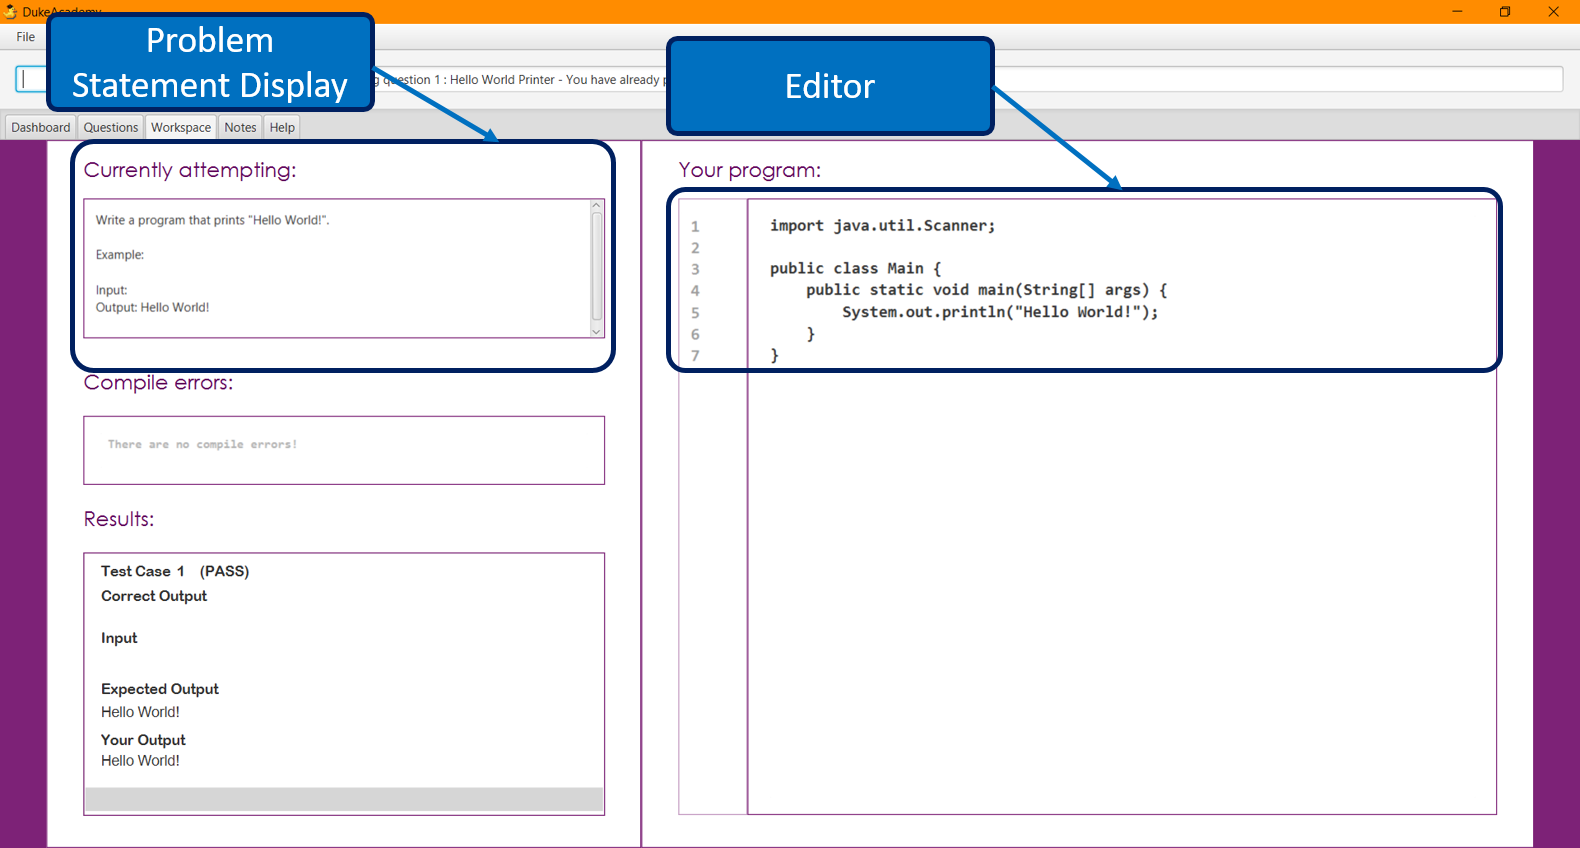 DukeAcademy
File
Problem
Statement Display
question 1 : Hello World Printer - You have already
Editor
Dashboard
Questions
Workspace
Notes
Help
Currently attempting:
Write a program that prints "Hello World!".
Example:
Input:
Output: Hello World!
Compile errors:
There are no compile errors!
Results:
Test Case 1 (PASS)
Correct Output
Input
Expected Output
Hello World!
Your Output
Hello World!
Your program:
1 import java.util.Scanner;
2
3 public class Main {
4 public static void main(String[] args) {
5 System.out.println("Hello World!");
6 }
7 }